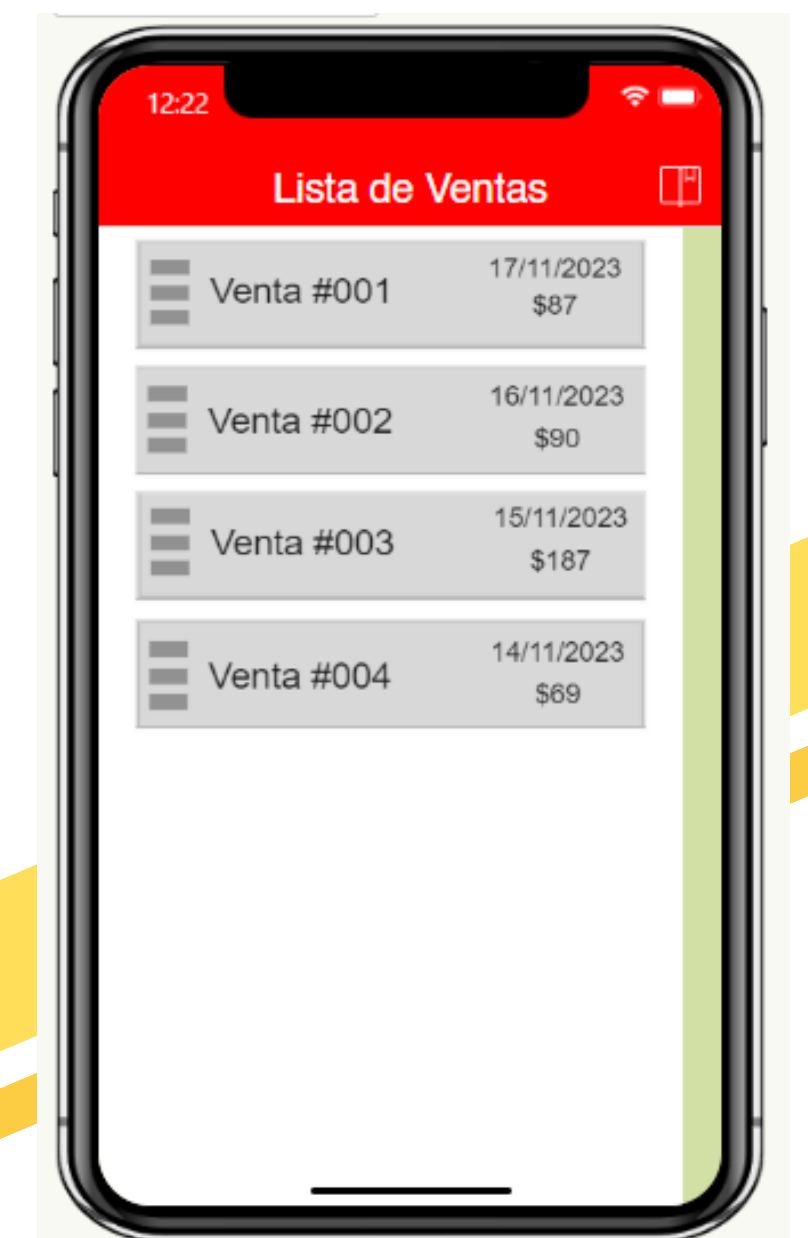 12:22
Lista de Ventas
Venta #001
17/11/2023
$87
Venta #002
16/11/2023
$90
Venta #003
15/11/2023
$187
Venta #004
14/11/2023
$69